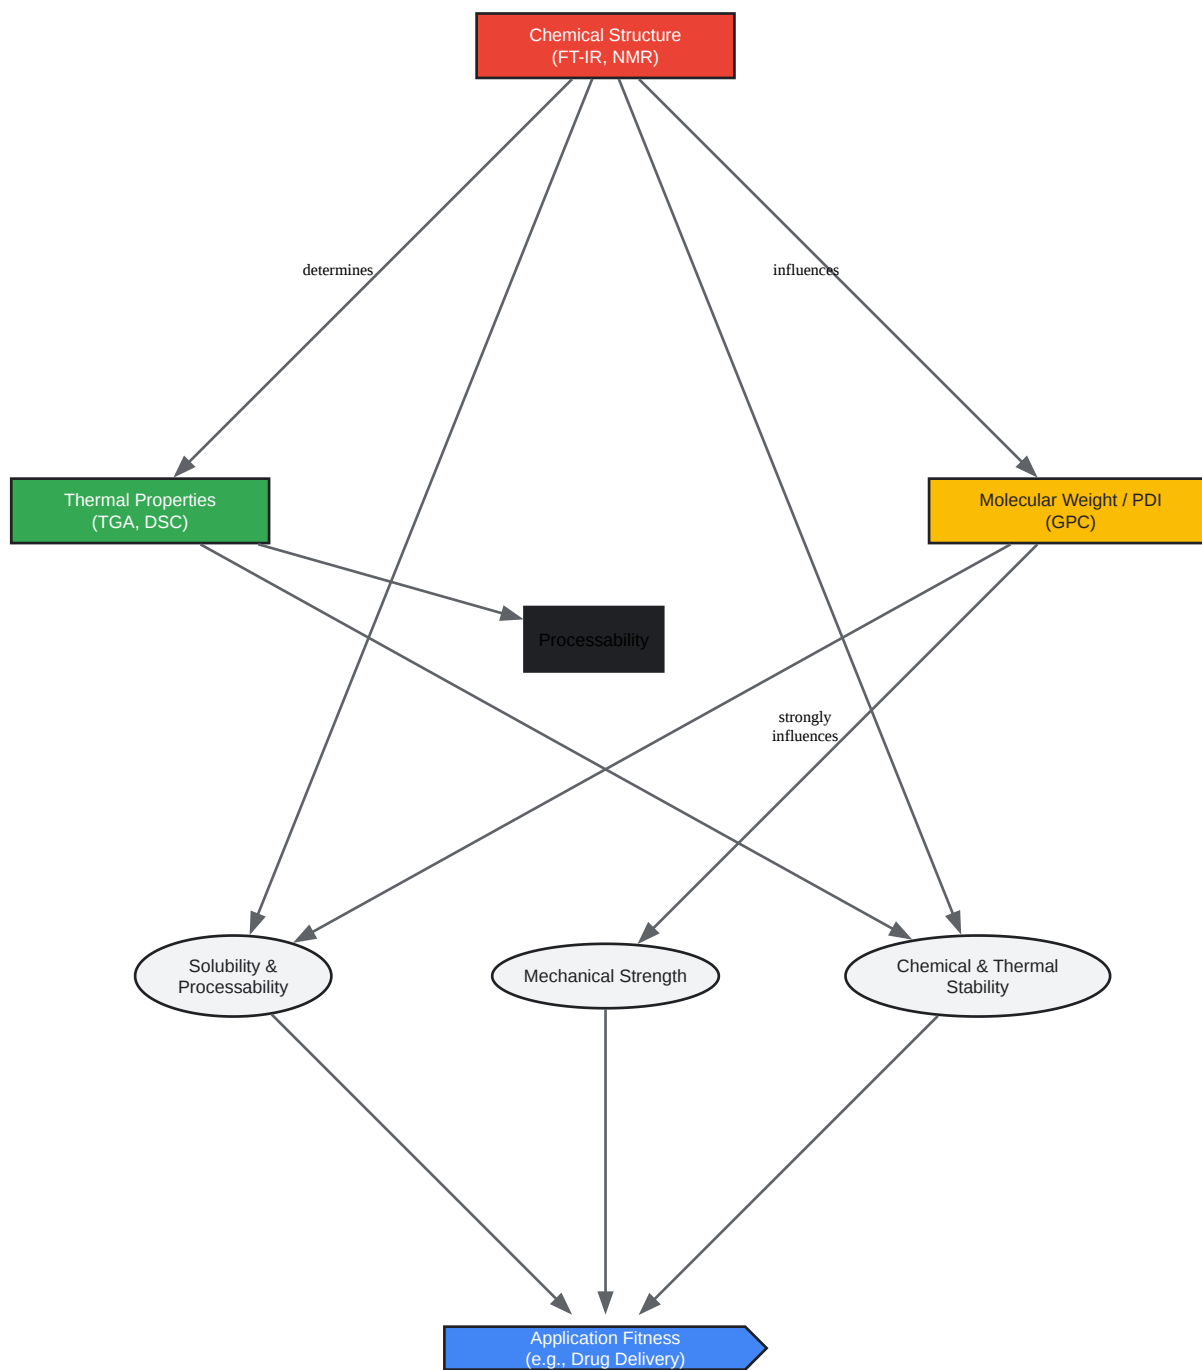 Chemical Structure
(FT-IR, NMR)
determines
influences
Thermal Properties
(TGA, DSC)
Molecular Weight / PDI
(GPC)
Processability
strongly
influences
Solubility &
Processability
Mechanical Strength
Chemical & Thermal
Stability
Application Fitness
(e.g., Drug Delivery)